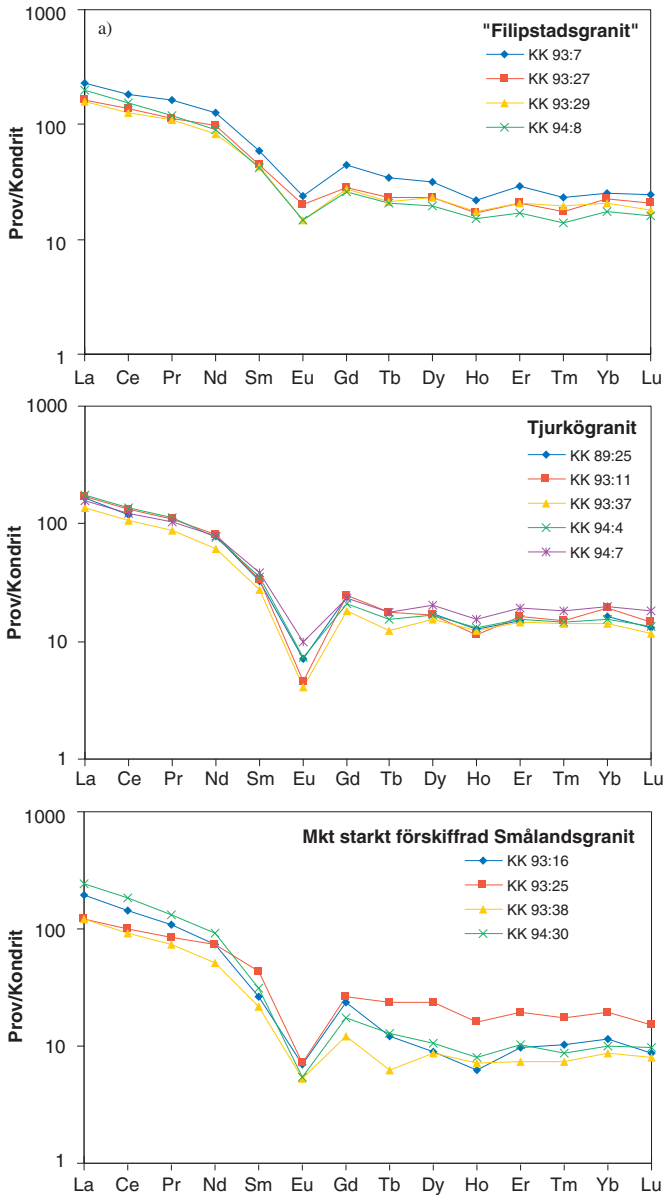 a)
"Filipstadsgranit"
KK 93:7
KK 93:27
KK 93:29
KK 94:8
Prov/Kondrit
1000
100
10
1
La Ce Pr Nd Sm Eu Gd Tb Dy Ho Er Tm Yb Lu
Tjurkögranit
KK 89:25
KK 93:11
KK 93:37
KK 94:4
KK 94:7
Prov/Kondrit
1000
100
10
1
La Ce Pr Nd Sm Eu Gd Tb Dy Ho Er Tm Yb Lu
Mkt starkt förskiffrad Smålandsgranit
KK 93:16
KK 93:25
KK 93:38
KK 94:30
Prov/Kondrit
1000
100
10
1
La Ce Pr Nd Sm Eu Gd Tb Dy Ho Er Tm Yb Lu